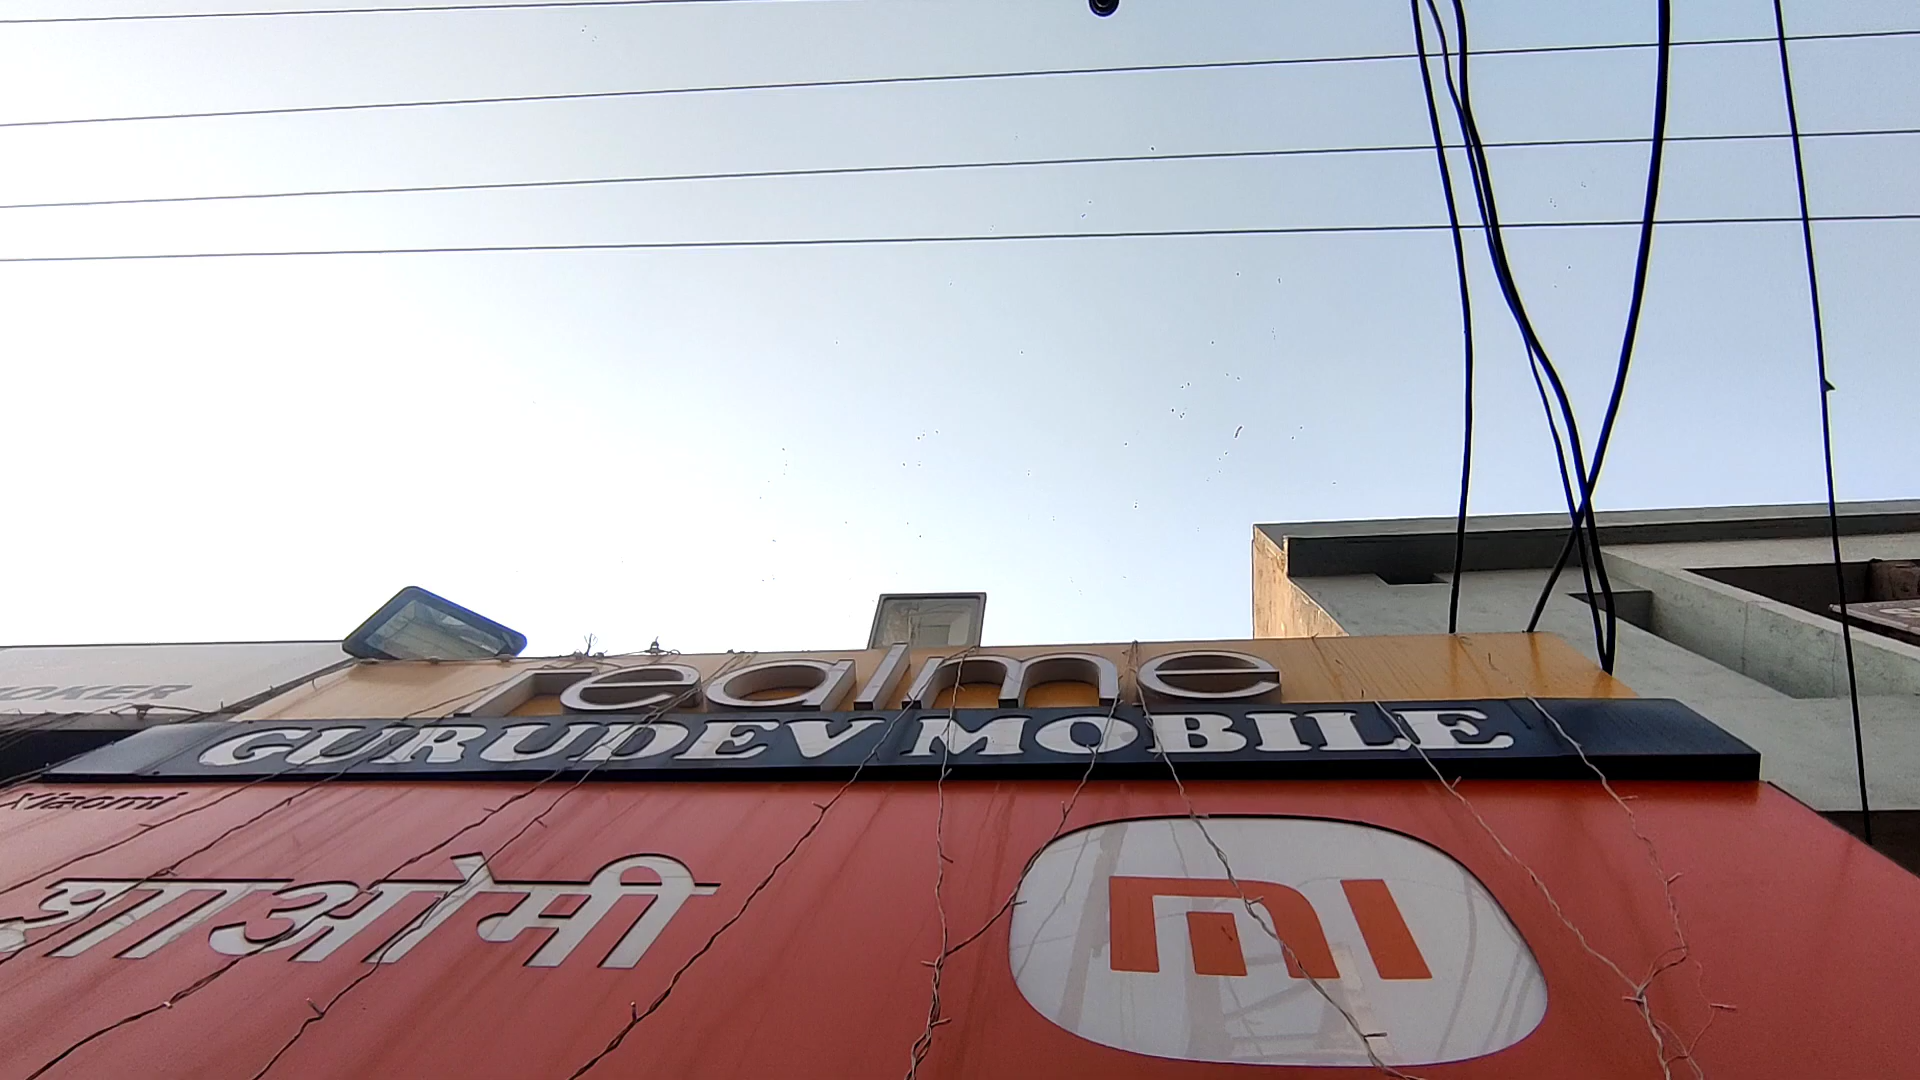 realme
GURUDEV MOBILE
Xiaomi
शाओमी
mi